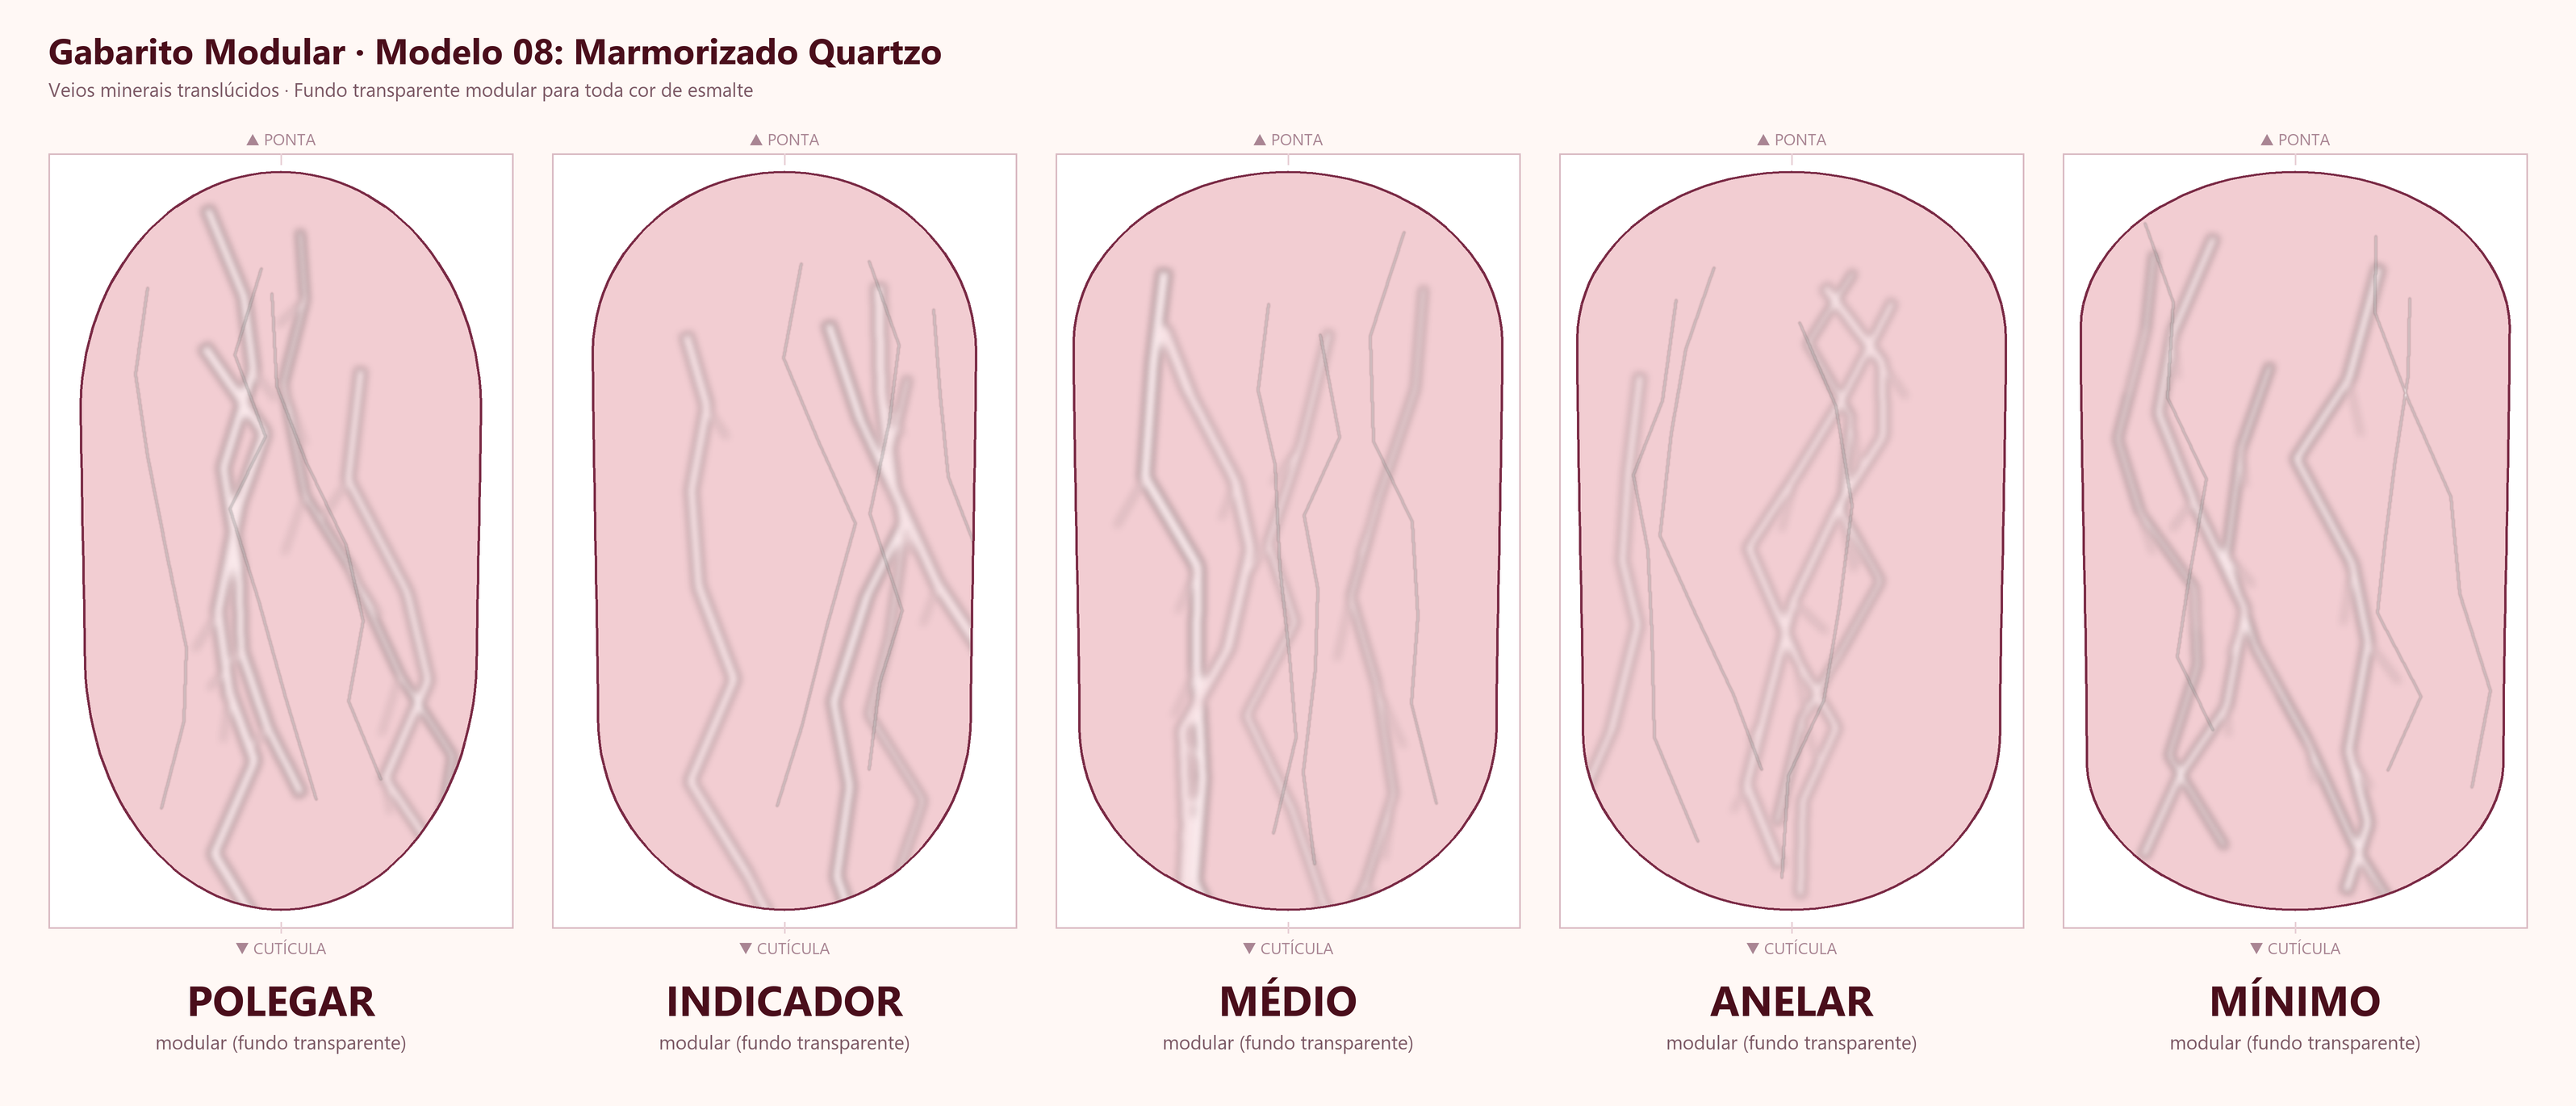 Gabarito Modular · Modelo 08: Marmorizado Quartzo
Veios minerais translúcidos · Fundo transparente modular para toda cor de esmalte
▲ PONTA
▲ PONTA
▲ PONTA
▲ PONTA
▲ PONTA
▼ CUTÍCULA
▼ CUTÍCULA
▼ CUTÍCULA
▼ CUTÍCULA
▼ CUTÍCULA
POLEGAR
INDICADOR
MÉDIO
ANELAR
MÍNIMO
modular (fundo transparente)
modular (fundo transparente)
modular (fundo transparente)
modular (fundo transparente)
modular (fundo transparente)